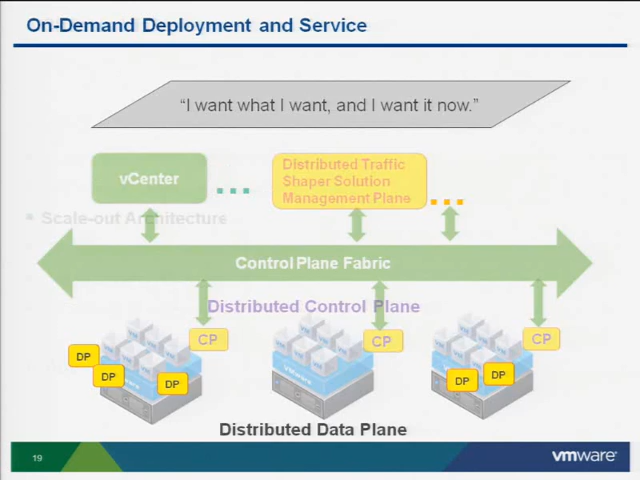 On-Demand Deployment and Service
“I want what I want, and I want it now.”
vCenter
...
Distributed Traffic
Shaper Solution
Management Plane
...
• Scale-out Architecture
Control Plane Fabric
Distributed Control Plane
CP
CP
CP
DP
DP
DP
DP
DP
vmware
Distributed Data Plane
19
vmware